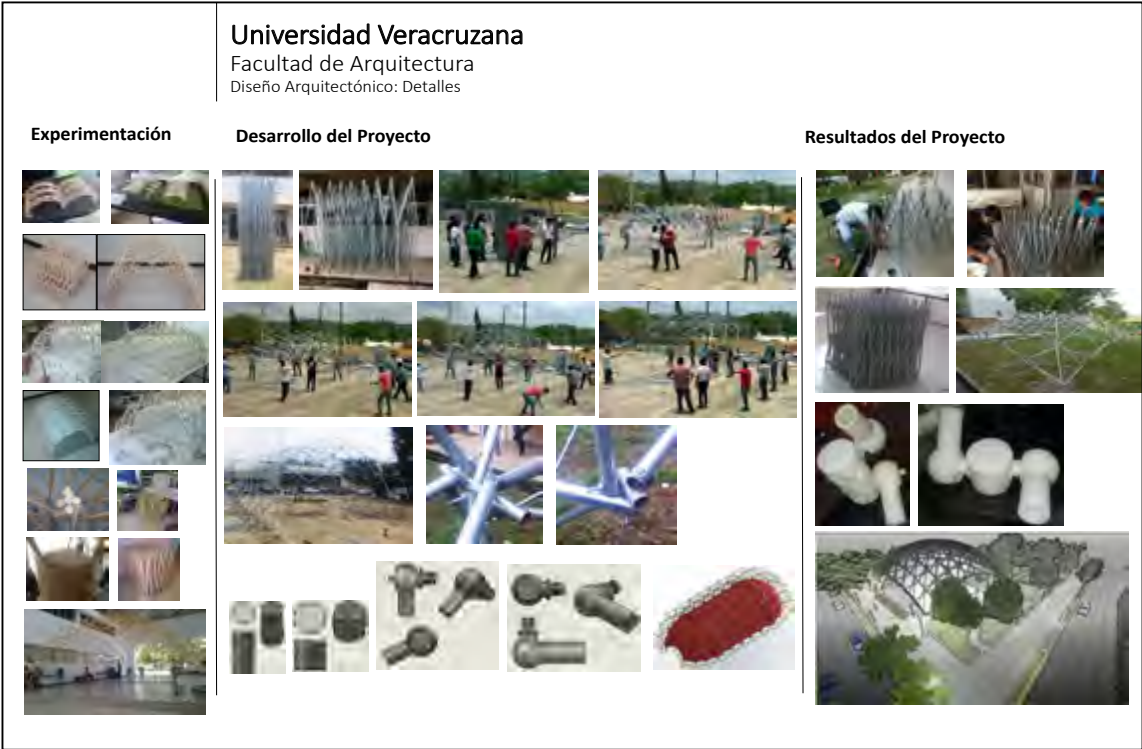 Universidad Veracruzana
Facultad de Arquitectura
Diseño Arquitectónico: Detalles
Experimentación
Desarrollo del Proyecto
Resultados del Proyecto